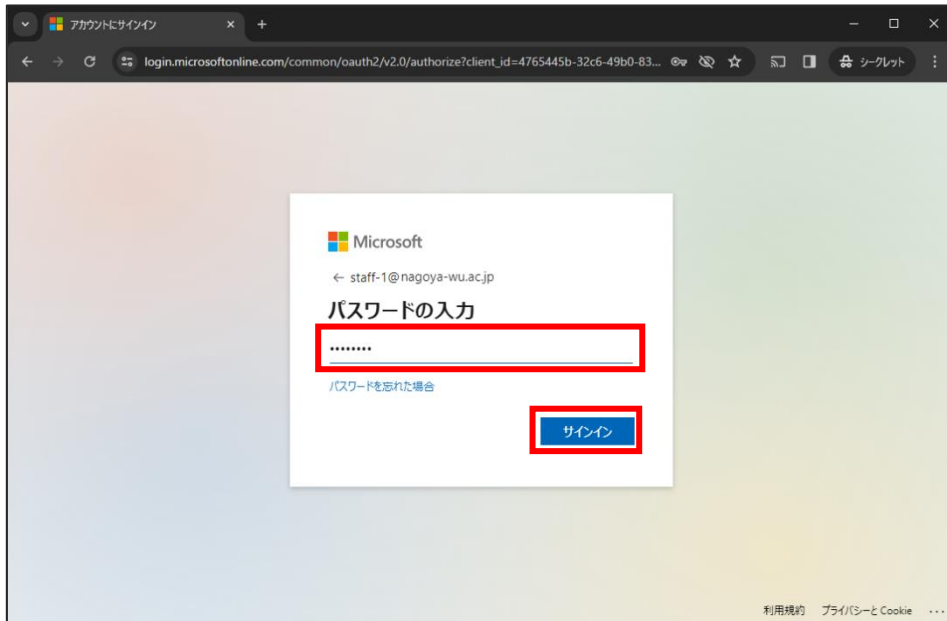 アカウントにサインイン
login.microsoftonline.com/common/oauth2/v2.0/authorize?client_id=4765445b-32c6-49b0-83...
シークレット
Microsoft
← staff-1@nagoya-wu.ac.jp
パスワードの入力
••••••••
パスワードを忘れた場合
サインイン
利用規約 プライバシーと Cookie ...